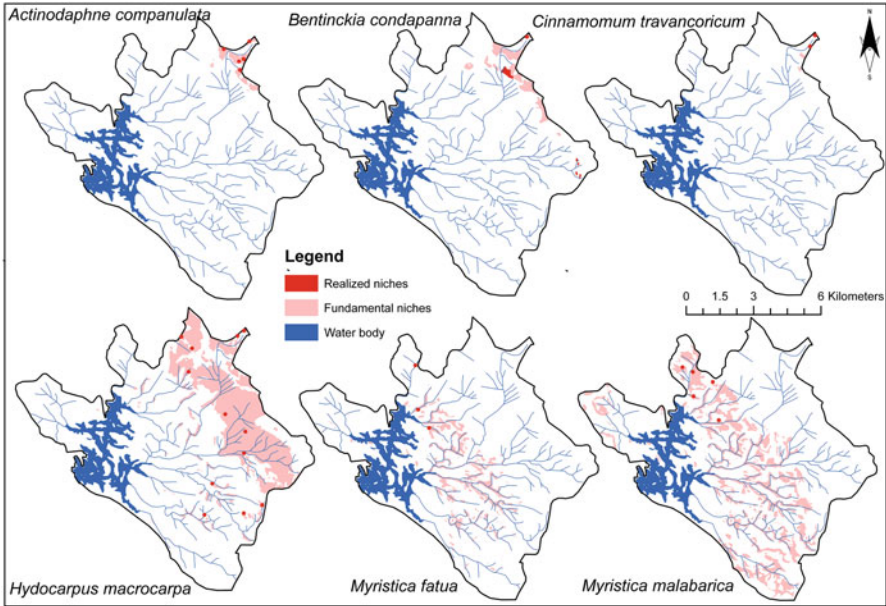 Actinodaphne companulata
Bentinckia condapanna
Cinnamomum travancoricum
N
S
Legend
Realized niches
Fundamental niches
Water body
0 1.5 3 6 Kilometers
Hydocarpus macrocarpa
Myristica fatua
Myristica malabarica